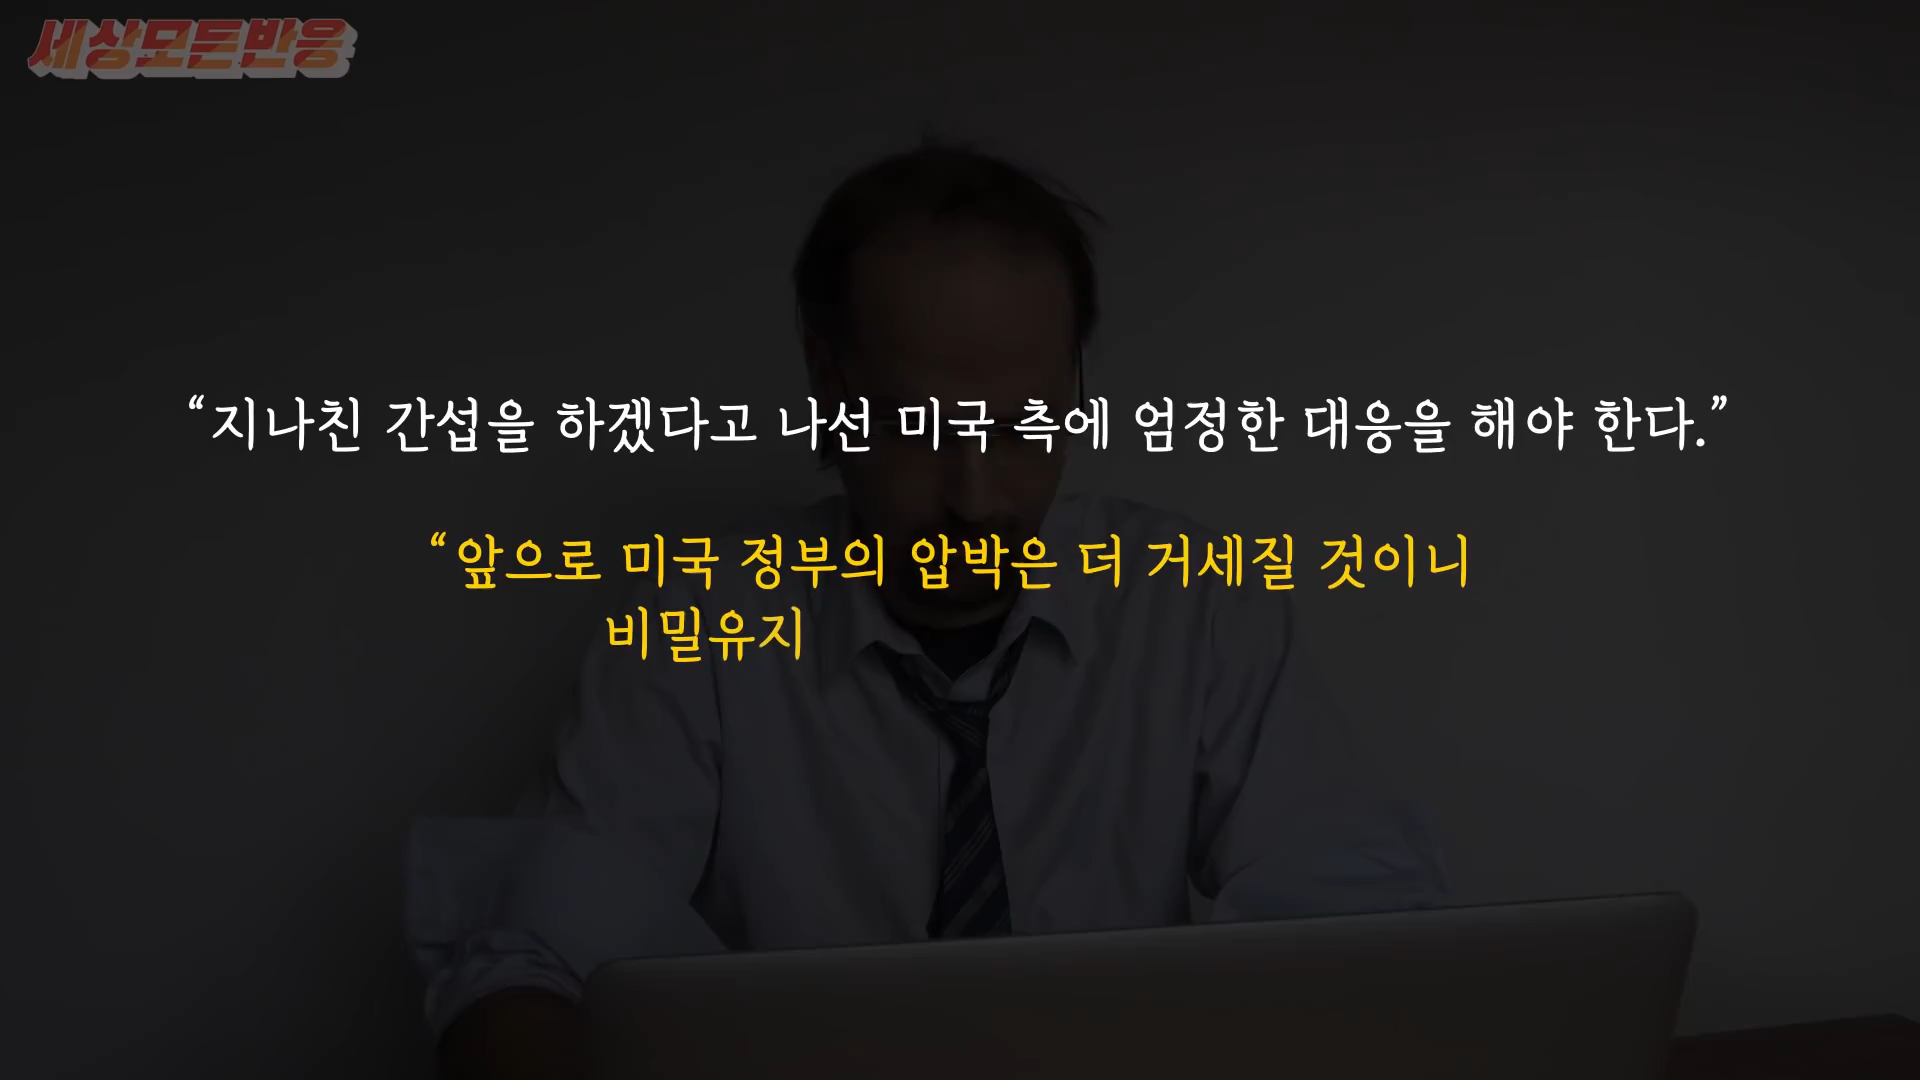 세상모든반응
“지나친 간섭을 하겠다고 나선 미국 측에 엄정한 대응을 해야 한다.”
“앞으로 미국 정부의 압박은 더 거세질 것이니
비밀유지